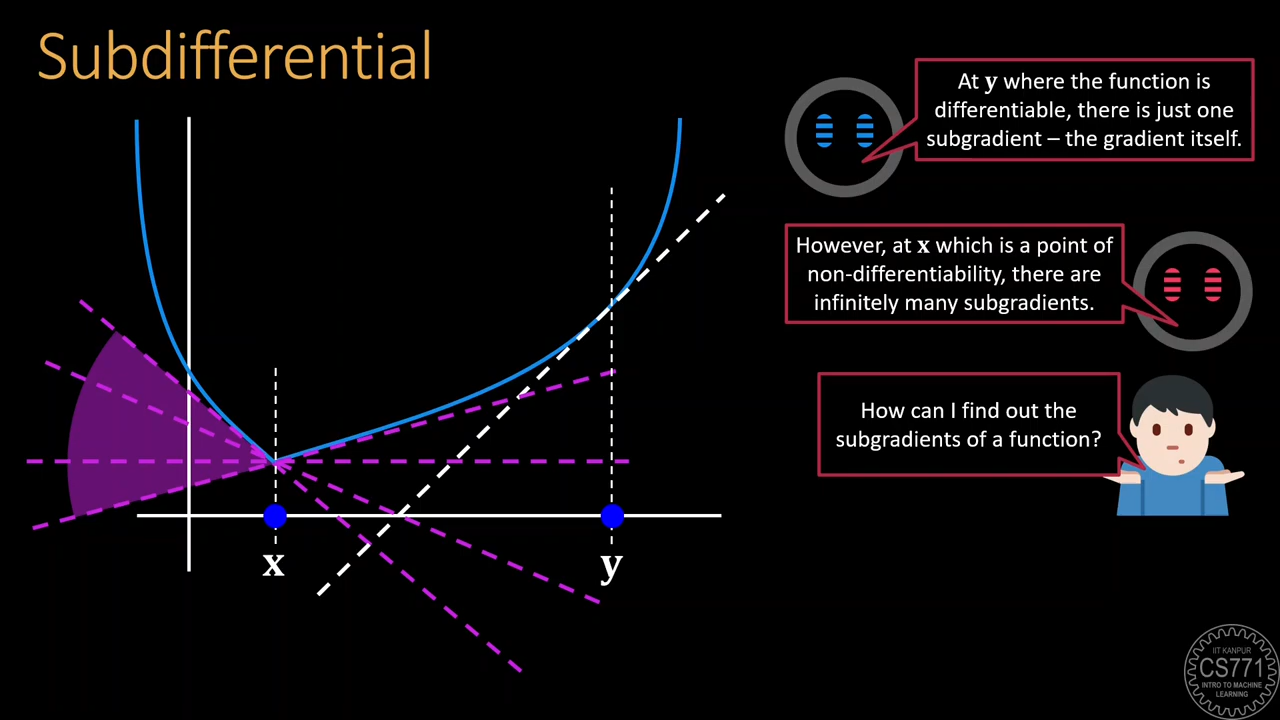 Subdifferential
At y where the function is
differentiable, there is just one
subgradient – the gradient itself.
However, at x which is a point of
non-differentiability, there are
infinitely many subgradients.
How can I find out the
subgradients of a function?
x
y
IIT KANPUR
CS771
INTRO TO MACHINE
LEARNING